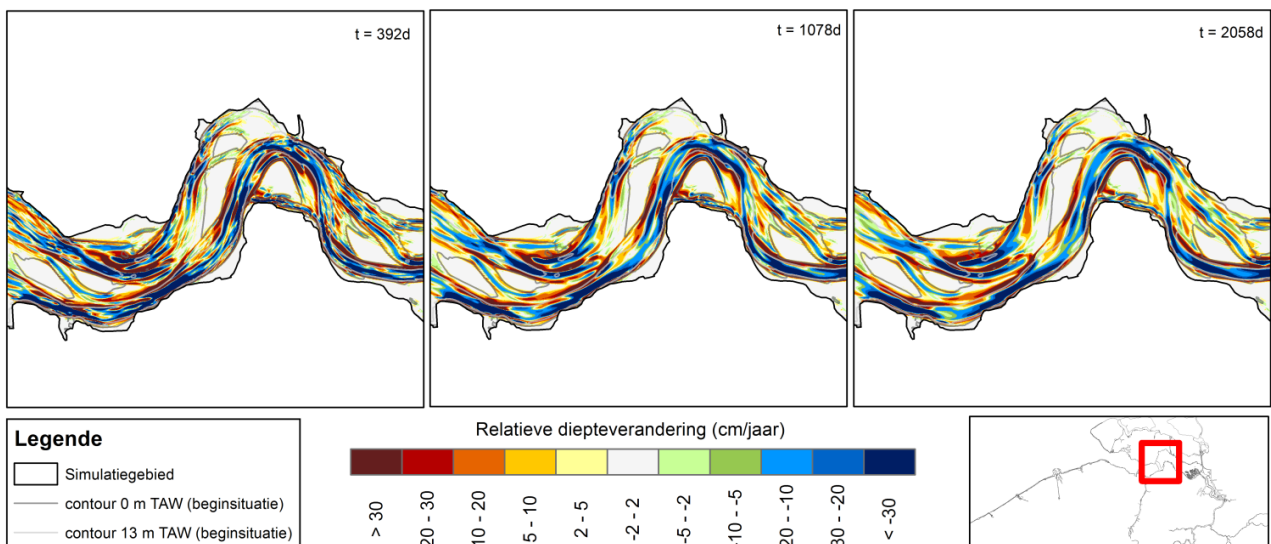 t = 392d
t = 1078d
t = 2058d
Legende
Simulatiegebied
contour 0 m TAW (beginsituatie)
contour 13 m TAW (beginsituatie)
Relatieve diepteverandering (cm/jaar)
> 30
20 - 30
10 - 20
5 - 10
2 - 5
-2 - 2
-5 - -2
-10 - -5
20 - -10
30 - -20
< -30